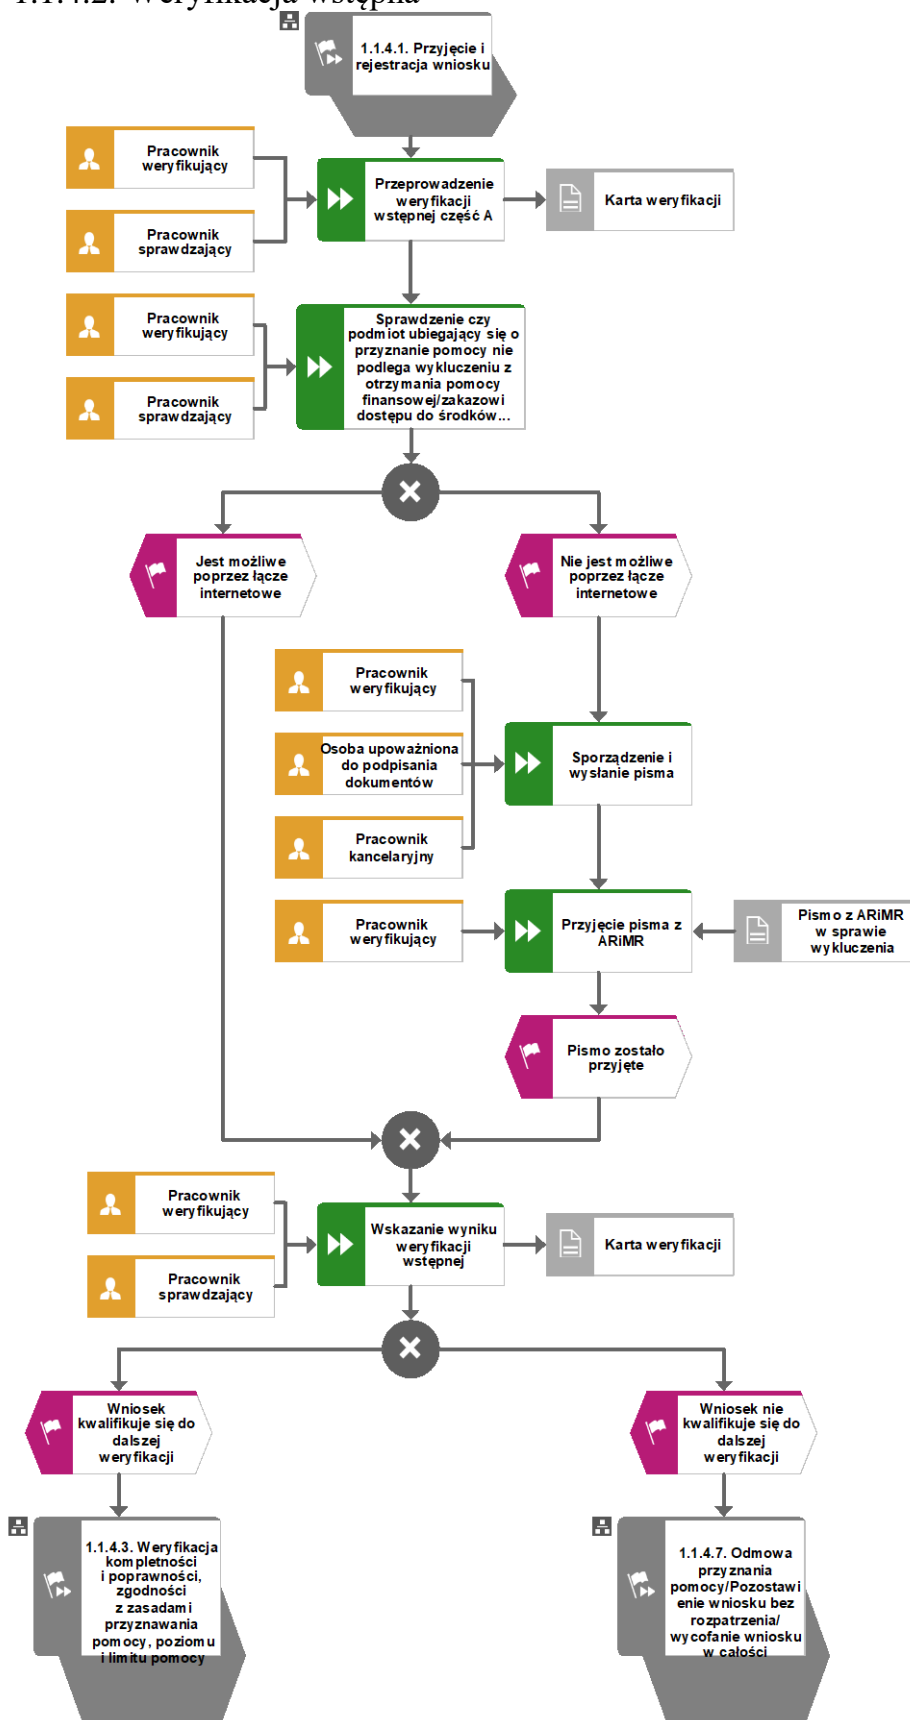 1.1.4.2. Weryfikacja wstępna
1.1.4.1. Przyjęcie i
rejestracja wniosku
Pracownik
weryfikujący
Pracownik
sprawdzający
Przeprowadzenie
weryfikacji
wstępnej część A
Karta weryfikacji
Pracownik
weryfikujący
Pracownik
sprawdzający
Sprawdzenie czy
podmiot ubiegający się o
przyznanie pomocy nie
podlega wykluczeniu z
otrzymania pomocy
finansowej/zakazowi
dostępu do środków...
Jest możliwe
poprzez łącze
internetowe
Nie jest możliwe
poprzez łącze
internetowe
Pracownik
weryfikujący
Osoba upoważniona
do podpisania
dokumentów
Pracownik
kancelaryjny
Sporządzenie i
wysłanie pisma
Pracownik
weryfikujący
Przyjęcie pisma z
ARiMR
Pismo z ARiMR
w sprawie
wykluczenia
Pismo zostało
przyjęte
Pracownik
weryfikujący
Pracownik
sprawdzający
Wskazanie wyniku
weryfikacji
wstępnej
Karta weryfikacji
Wniosek
kwalifikuje się do
dalszej
weryfikacji
Wniosek nie
kwalifikuje się do
dalszej
weryfikacji
1.1.4.3. Weryfikacja
kompletności
i poprawności,
zgodności
z zasadami
przyznawania
pomocy, poziomu
i limitu pomocy
1.1.4.7. Odmowa
przyznania
pomocy/Pozostawi
enie wniosku bez
rozpatrzenia/
wycofanie wniosku
w całości